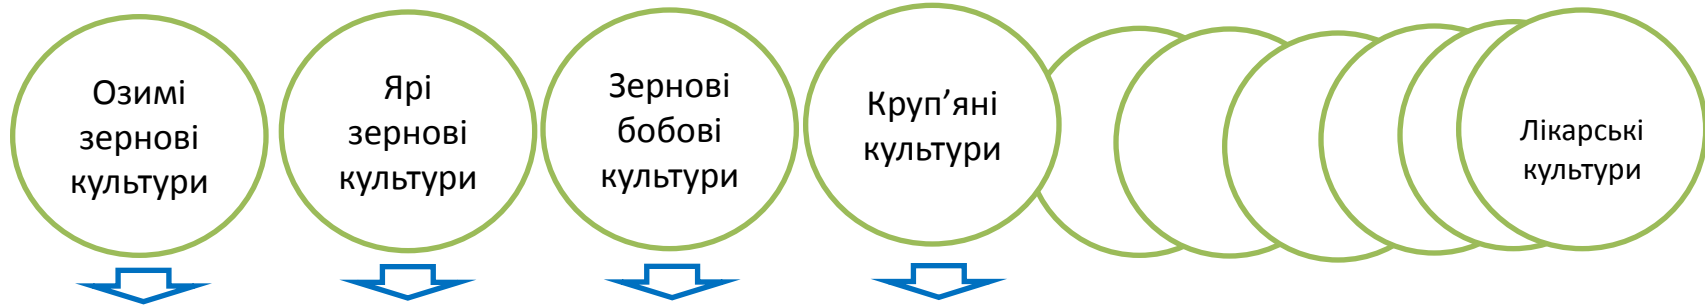 Озимі
зернові
культури
Ярі
зернові
культури
Зернові
бобові
культури
Круп’яні
культури
Лікарські
культури